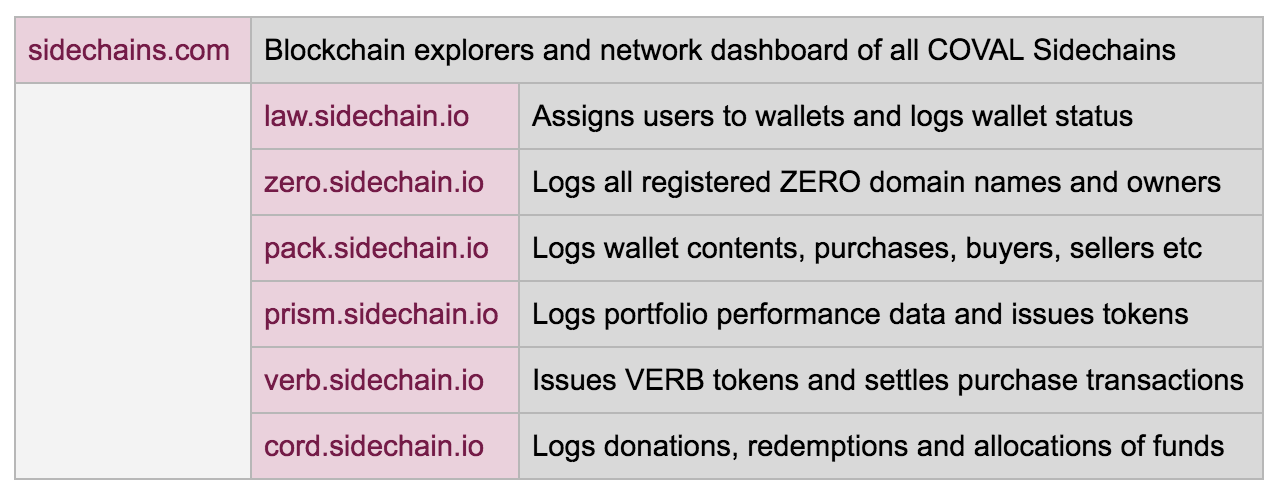 sidechains.com Blockchain explorers and network dashboard of all COVAL Sidechains
law.sidechain.io Assigns users to wallets and logs wallet status
zero.sidechain.io Logs all registered ZERO domain names and owners
pack.sidechain.io Logs wallet contents, purchases, buyers, sellers etc
prism.sidechain.io Logs portfolio performance data and issues tokens
verb.sidechain.io Issues VERB tokens and settles purchase transactions
cord.sidechain.io Logs donations, redemptions and allocations of funds